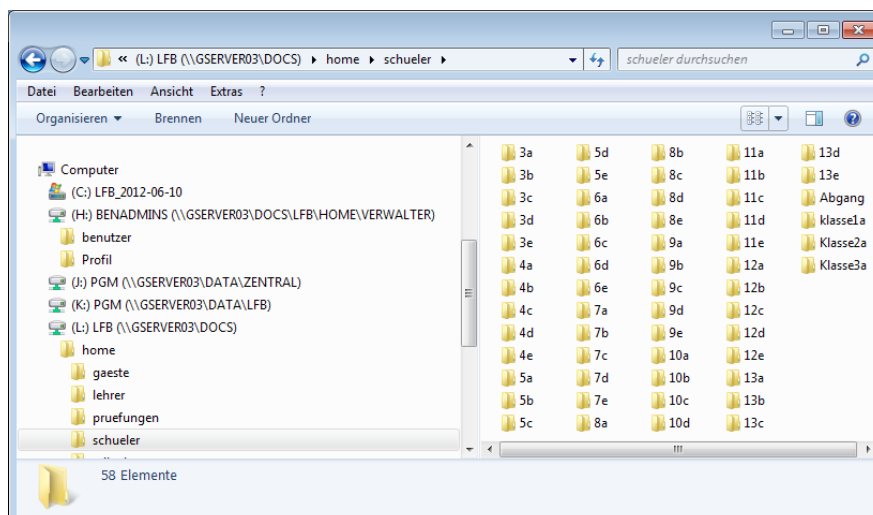 « (L:) LFB (\\GSERVER03\DOCS) ▸ home ▸ schueler ▸
schueler durchsuchen
Datei Bearbeiten Ansicht Extras ?
Organisieren Brennen Neuer Ordner
Computer
(C:) LFB_2012-06-10
(H:) BENADMINS (\\GSERVER03\DOCS\LFB\HOME\VERWALTER)
benutzer
Profil
(J:) PGM (\\GSERVER03\DATA\ZENTRAL)
(K:) PGM (\\GSERVER03\DATA\LFB)
(L:) LFB (\\GSERVER03\DOCS)
home
gaeste
lehrer
pruefungen
schueler
3a 5d 8b 11a 13d
3b 5e 8c 11b 13e
3c 6a 8d 11c Abgang
3d 6b 8e 11d klasse1a
3e 6c 9a 11e Klasse2a
4a 6d 9b 12a Klasse3a
4b 6e 9c 12b
4c 7a 9d 12c
4d 7b 9e 12d
4e 7c 10a 12e
5a 7d 10b 13a
5b 7e 10c 13b
5c 8a 10d 13c
58 Elemente